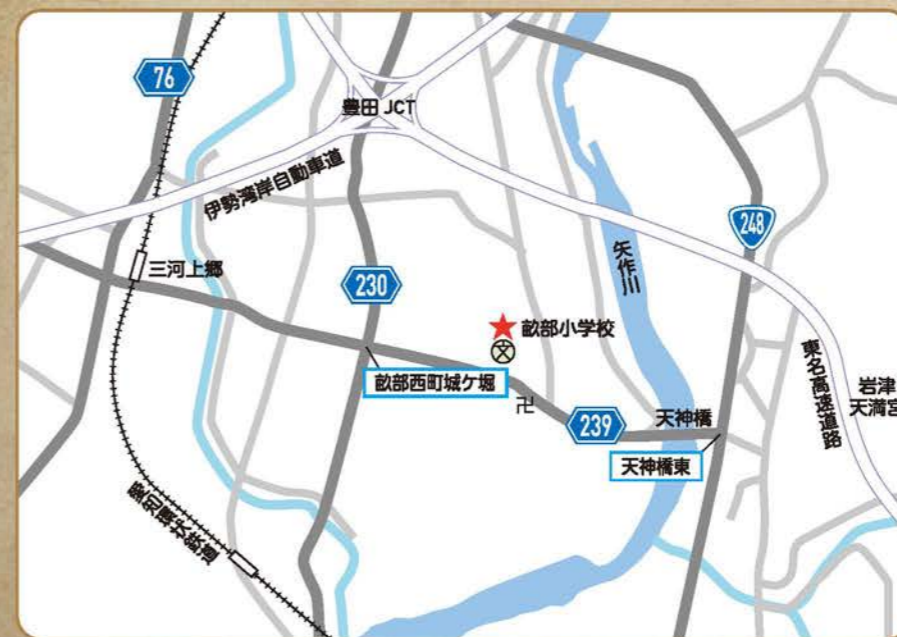 76
豊田 JCT
伊勢湾岸自動車道
248
三河上郷
230
矢作川
畝部小学校
文
畝部西町城ケ堀
卍
239
天神橋
天神橋東
東名高速道路
岩津
天満宮
愛知環状鉄道